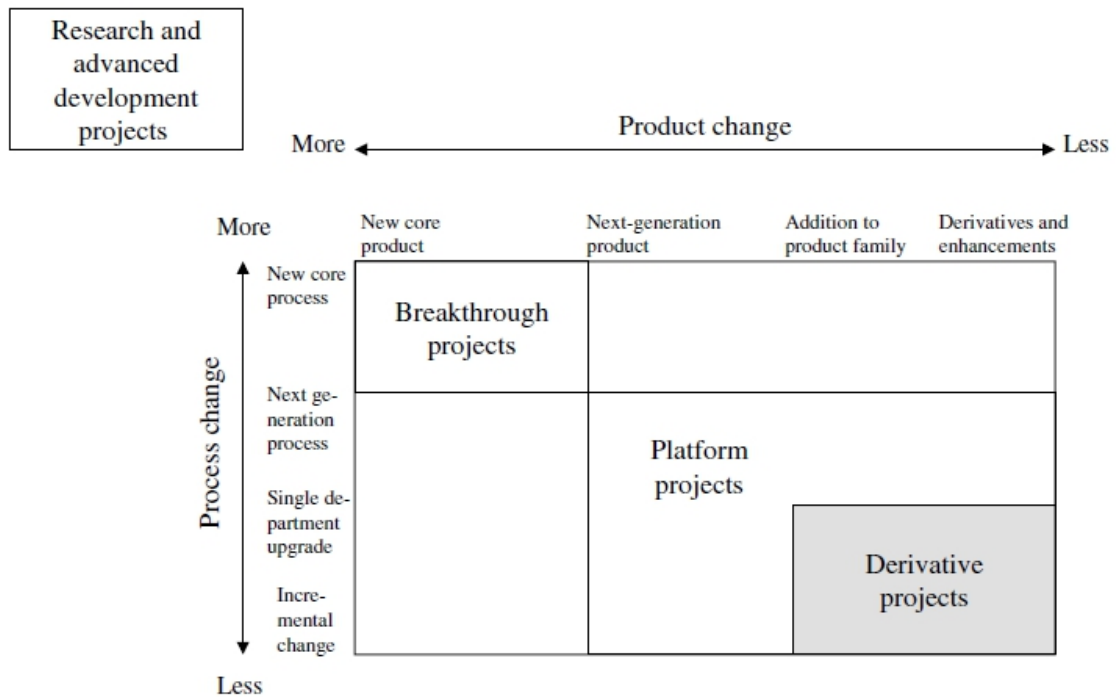 Research and
advanced
development
projects
Product change
More
Less
More
New core
product
Next-generation
product
Addition to
product family
Derivatives and
enhancements
Process change
New core
process
Breakthrough
projects
Next ge-
neration
process
Platform
projects
Single de-
partment
upgrade
Derivative
projects
Incre-
mental
change
Less